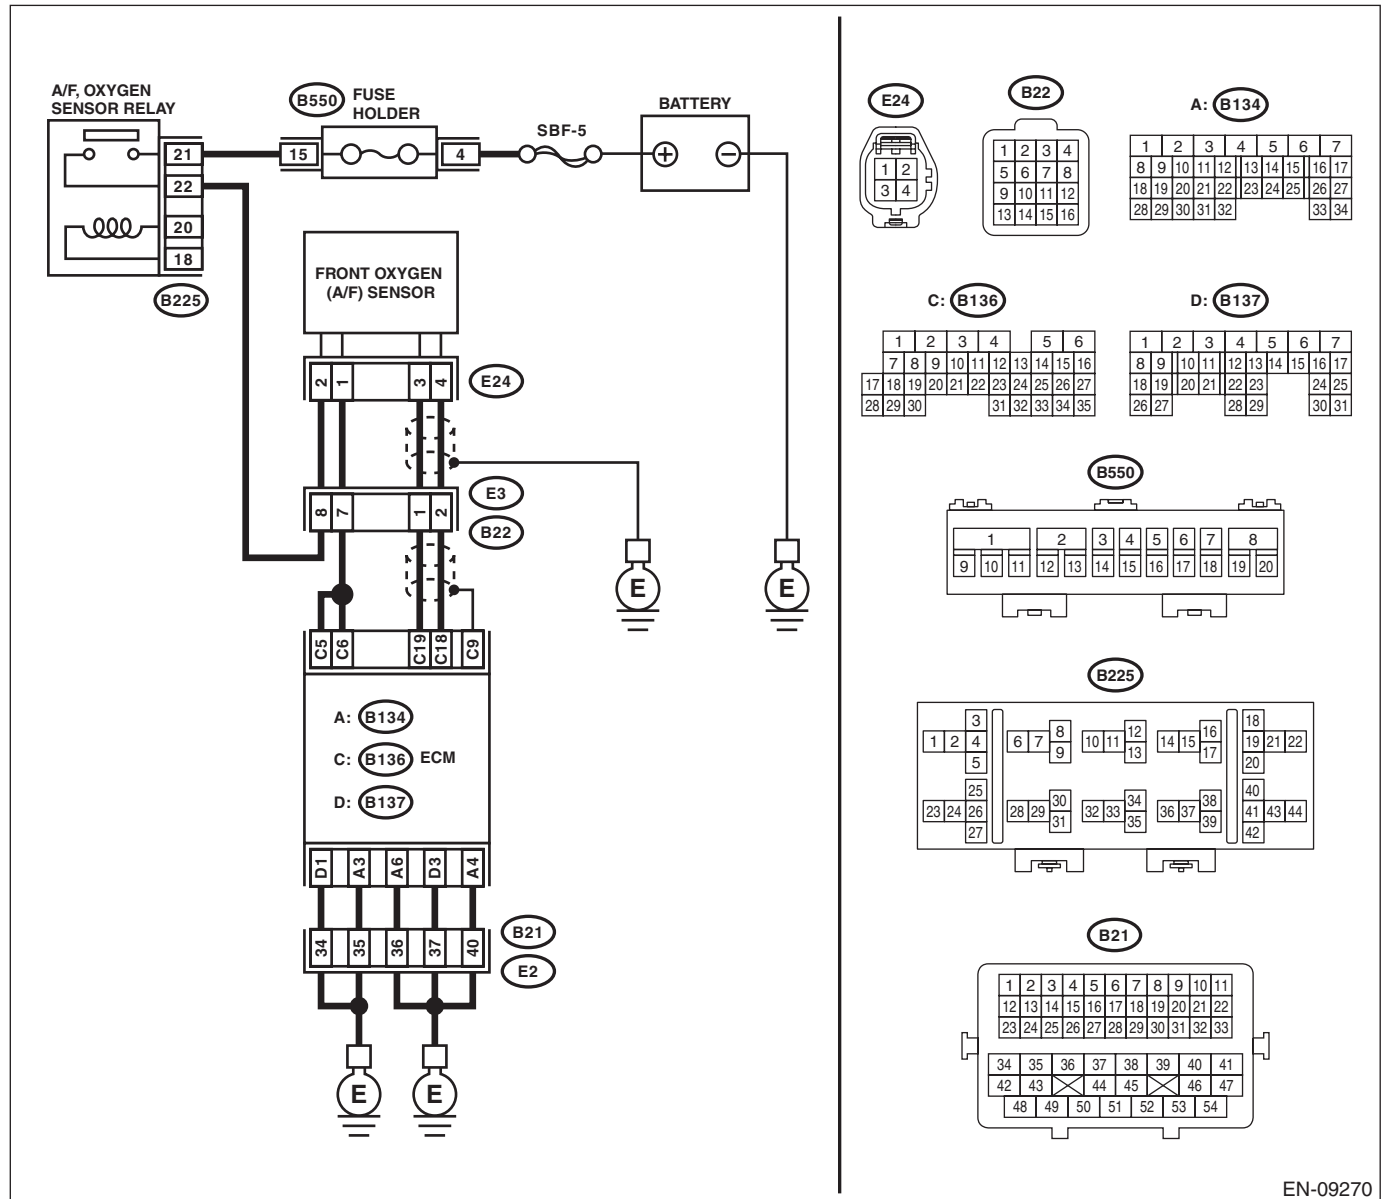 A/F, OXYGEN
SENSOR RELAY
B550
FUSE
HOLDER
BATTERY
SBF-5
21
15
4
+
−
22
20
18
B225
FRONT OXYGEN
(A/F) SENSOR
2 1 3 4
E24
E3
8 7 1 2
B22
E
E
C5 C6 C19 C18 C9
A: B134
C: B136 ECM
D: B137
D1 A3 A6 D3 A4
B21
34 35 36 37 40
E2
E
E
E24
1 2
3 4
B22
1 2 3 4
5 6 7 8
9 10 11 12
13 14 15 16
A: B134
1 2 3 4 5 6 7
8 9 10 11 12 13 14 15 16 17
18 19 20 21 22 23 24 25 26 27
28 29 30 31 32 33 34
C: B136
1 2 3 4 5 6
7 8 9 10 11 12 13 14 15 16
17 18 19 20 21 22 23 24 25 26 27
28 29 30 31 32 33 34 35
D: B137
1 2 3 4 5 6 7
8 9 10 11 12 13 14 15 16 17
18 19 20 21 22 23 24 25
26 27 28 29 30 31
B550
1 2 3 4 5 6 7 8
9 10 11 12 13 14 15 16 17 18 19 20
B225
3 8 12 16 18
1 2 4 6 7 10 11 14 15 19 21 22
5 9 13 17 20
25 30 34 38 40
23 24 26 28 29 32 33 36 37 41 43 44
27 31 35 39 42
B21
1 2 3 4 5 6 7 8 9 10 11
12 13 14 15 16 17 18 19 20 21 22
23 24 25 26 27 28 29 30 31 32 33
34 35 36 37 38 39 40 41
42 43 44 45 46 47
48 49 50 51 52 53 54
EN-09270